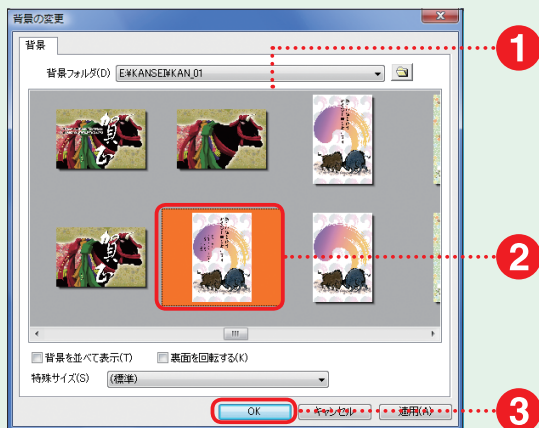 背景の変更
背景
背景フォルダ(D) E:¥KANSEI¥KAN_01
1
賀
賀
2
背景を並べて表示(T) 裏面を回転する(K)
特殊サイズ(S) (標準)
OK キャンセル 適用(A)
3